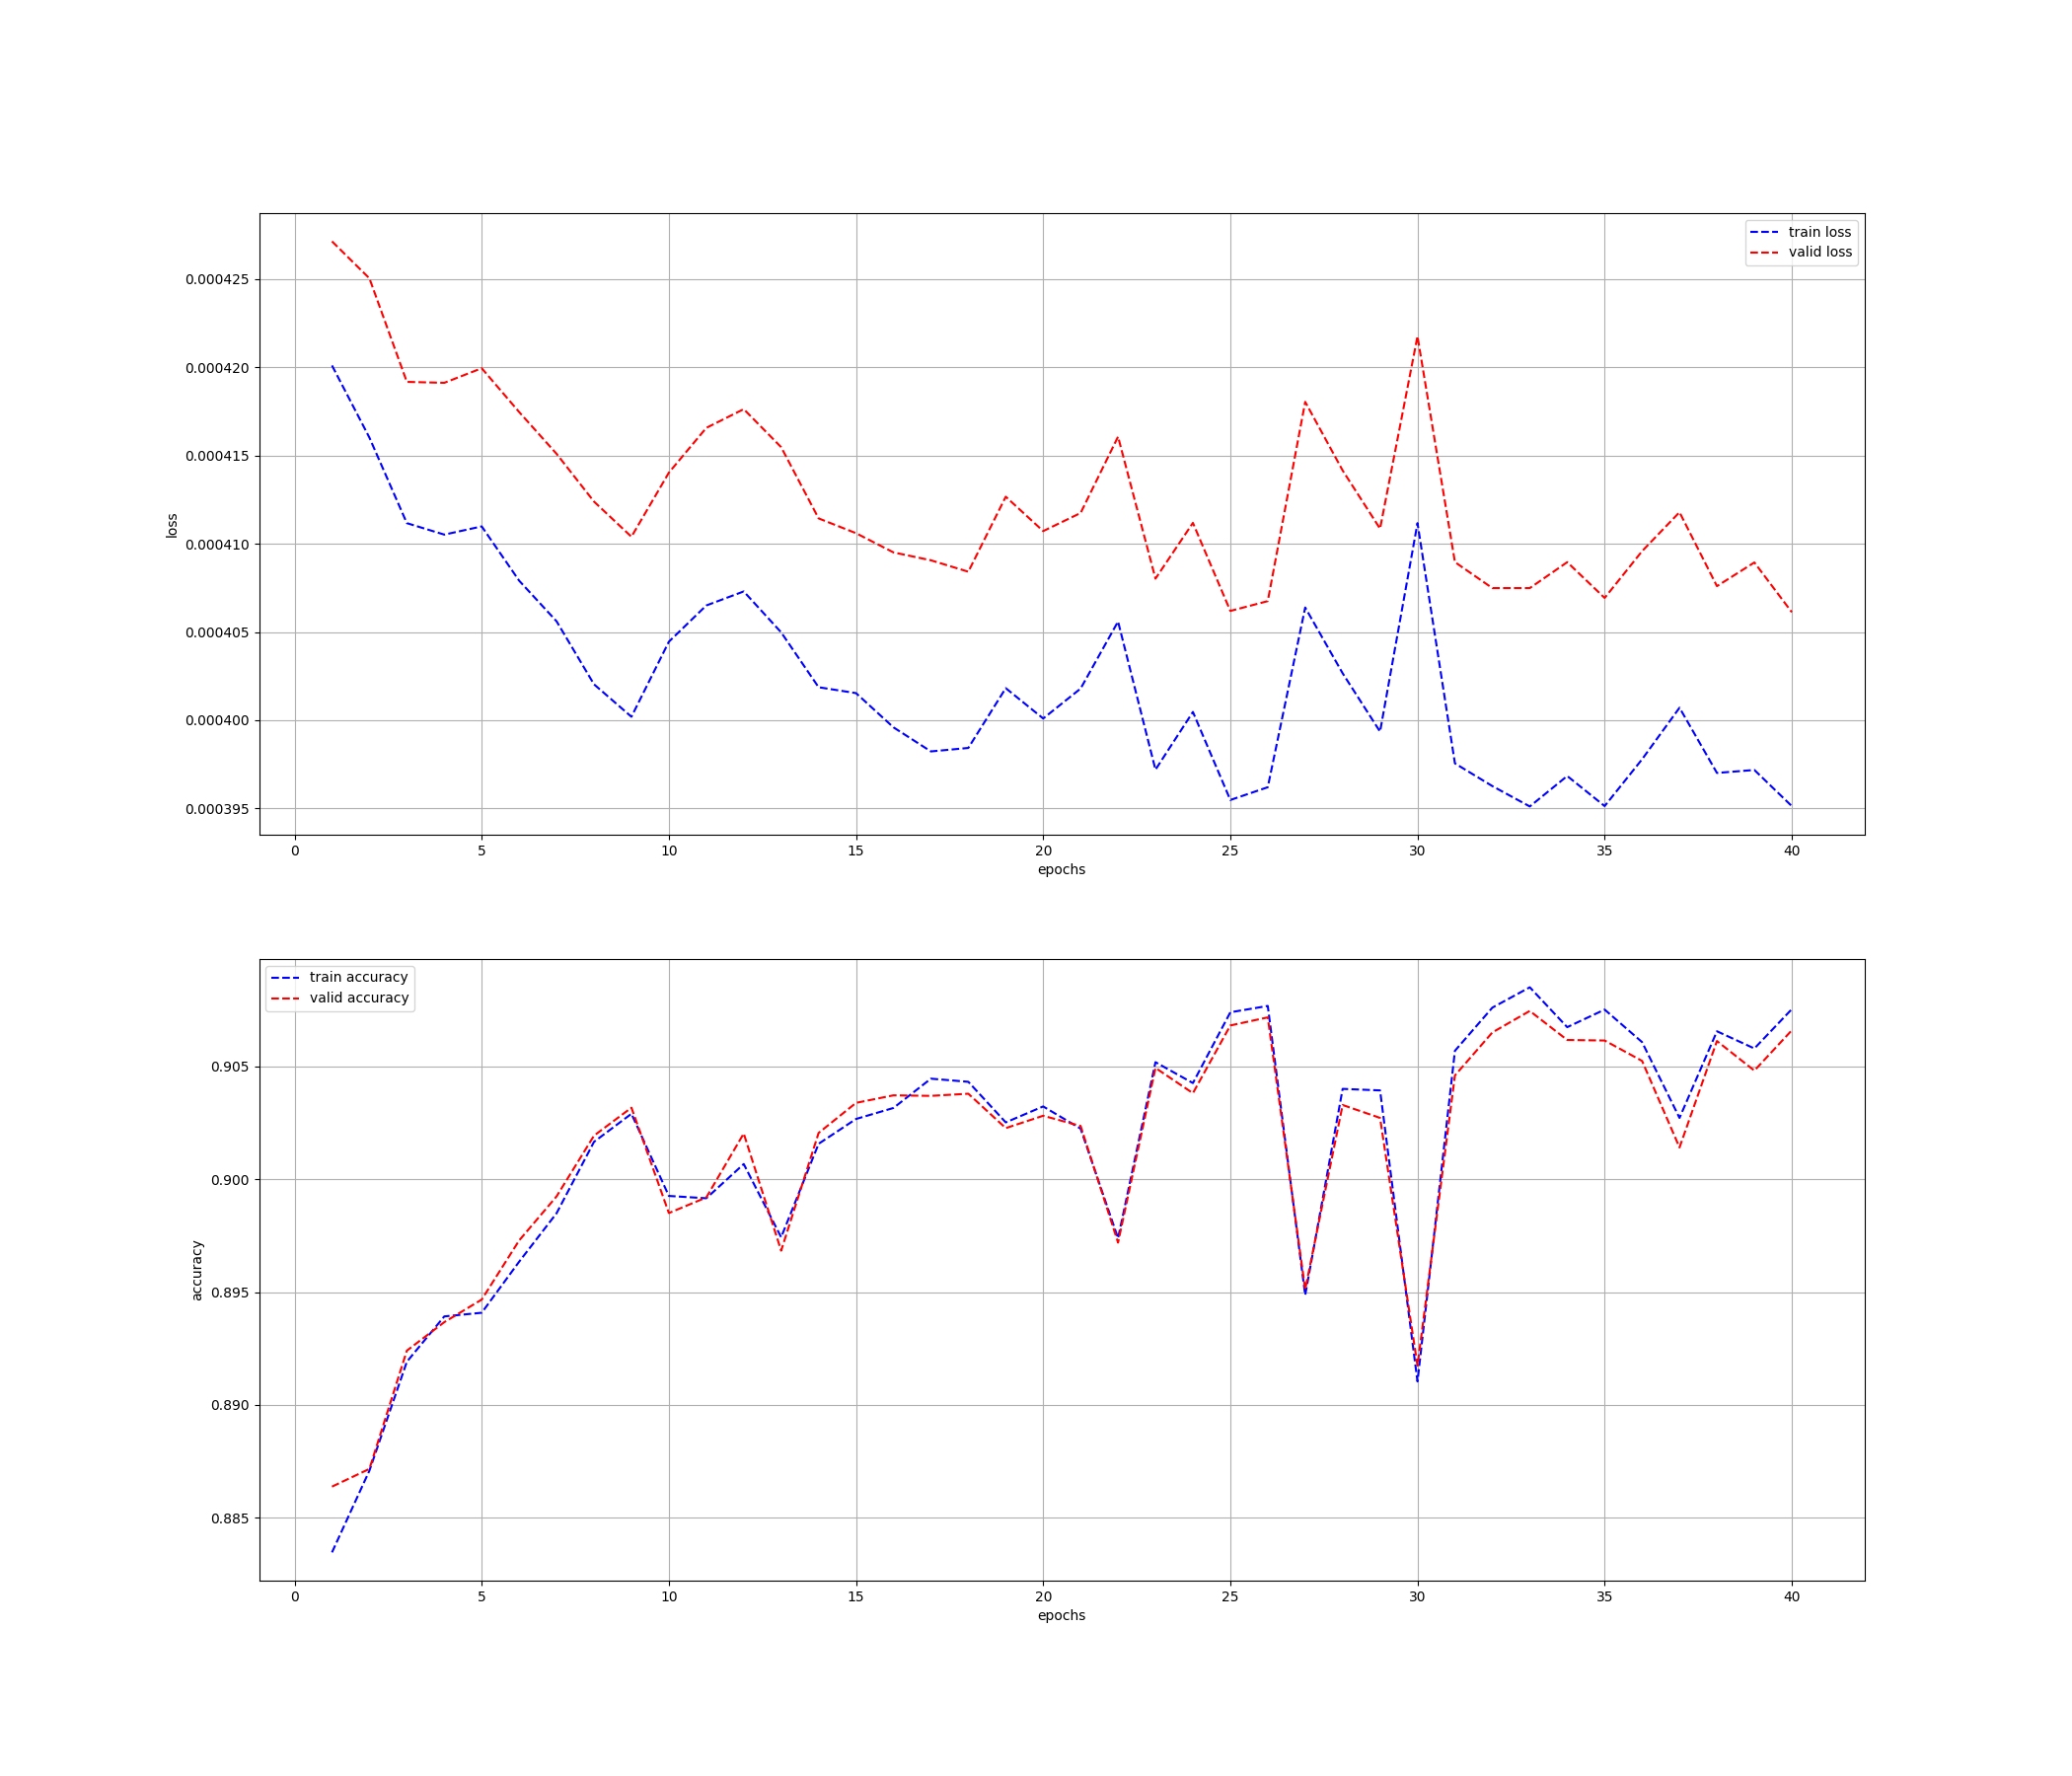 train loss
valid loss
0.000425
0.000420
0.000415
0.000410
0.000405
0.000400
0.000395
loss
0 5 10 15 20 25 30 35 40
epochs
train accuracy
valid accuracy
0.905
0.900
0.895
0.890
0.885
accuracy
0 5 10 15 20 25 30 35 40
epochs